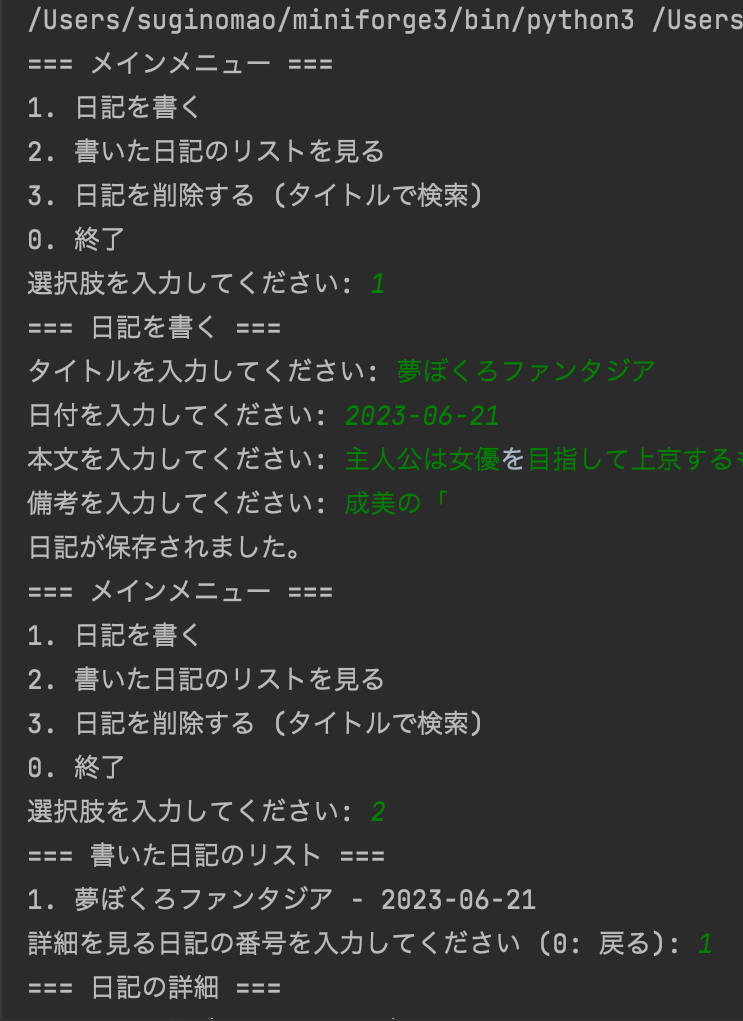 /Users/suginomao/miniforge3/bin/python3 /Users
=== メインメニュー ===
1. 日記を書く
2. 書いた日記のリストを見る
3. 日記を削除する (タイトルで検索)
0. 終了
選択肢を入力してください: 1
=== 日記を書く ===
タイトルを入力してください: 夢ぼくろファンタジア
日付を入力してください: 2023-06-21
本文を入力してください: 主人公は女優を目指して上京する
備考を入力してください: 成美の「
日記が保存されました。
=== メインメニュー ===
1. 日記を書く
2. 書いた日記のリストを見る
3. 日記を削除する (タイトルで検索)
0. 終了
選択肢を入力してください: 2
=== 書いた日記のリスト ===
1. 夢ぼくろファンタジア - 2023-06-21
詳細を見る日記の番号を入力してください (0: 戻る): 1
=== 日記の詳細 ===